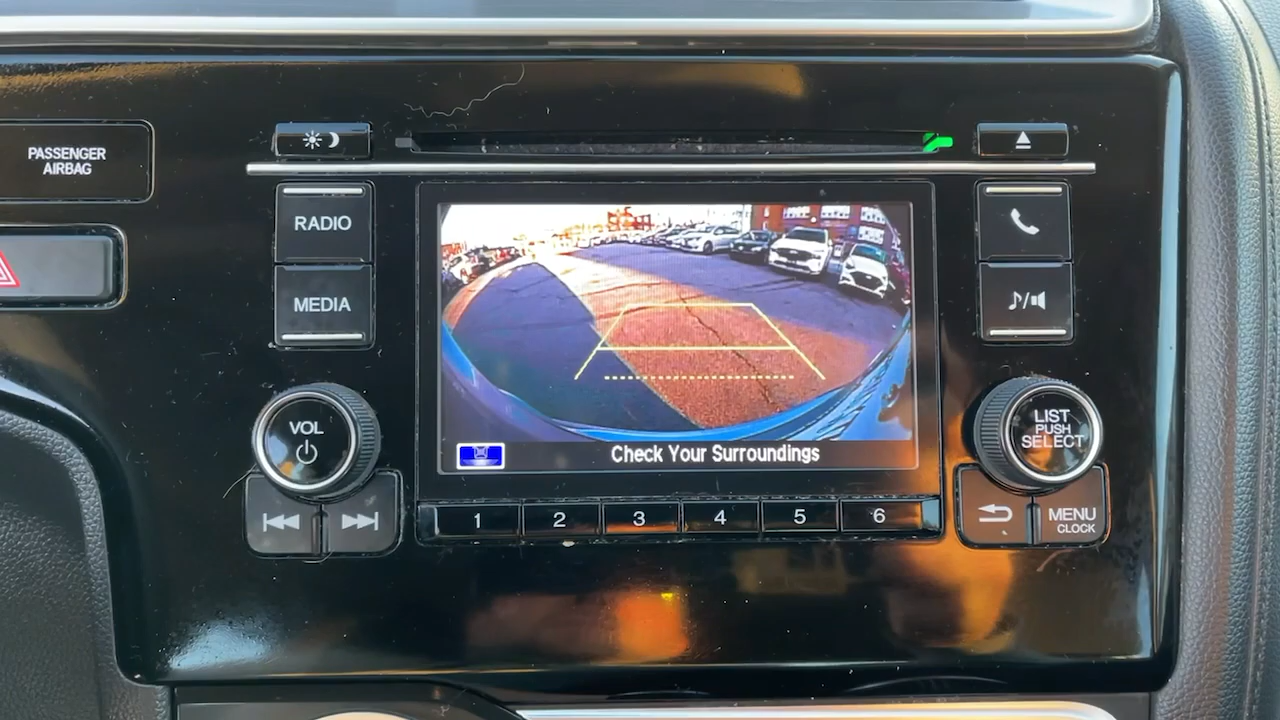 PASSENGER
AIRBAG
RADIO
MEDIA
VOL
LIST
PUSH
SELECT
Check Your Surroundings
1 2 3 4 5 6
MENU
CLOCK